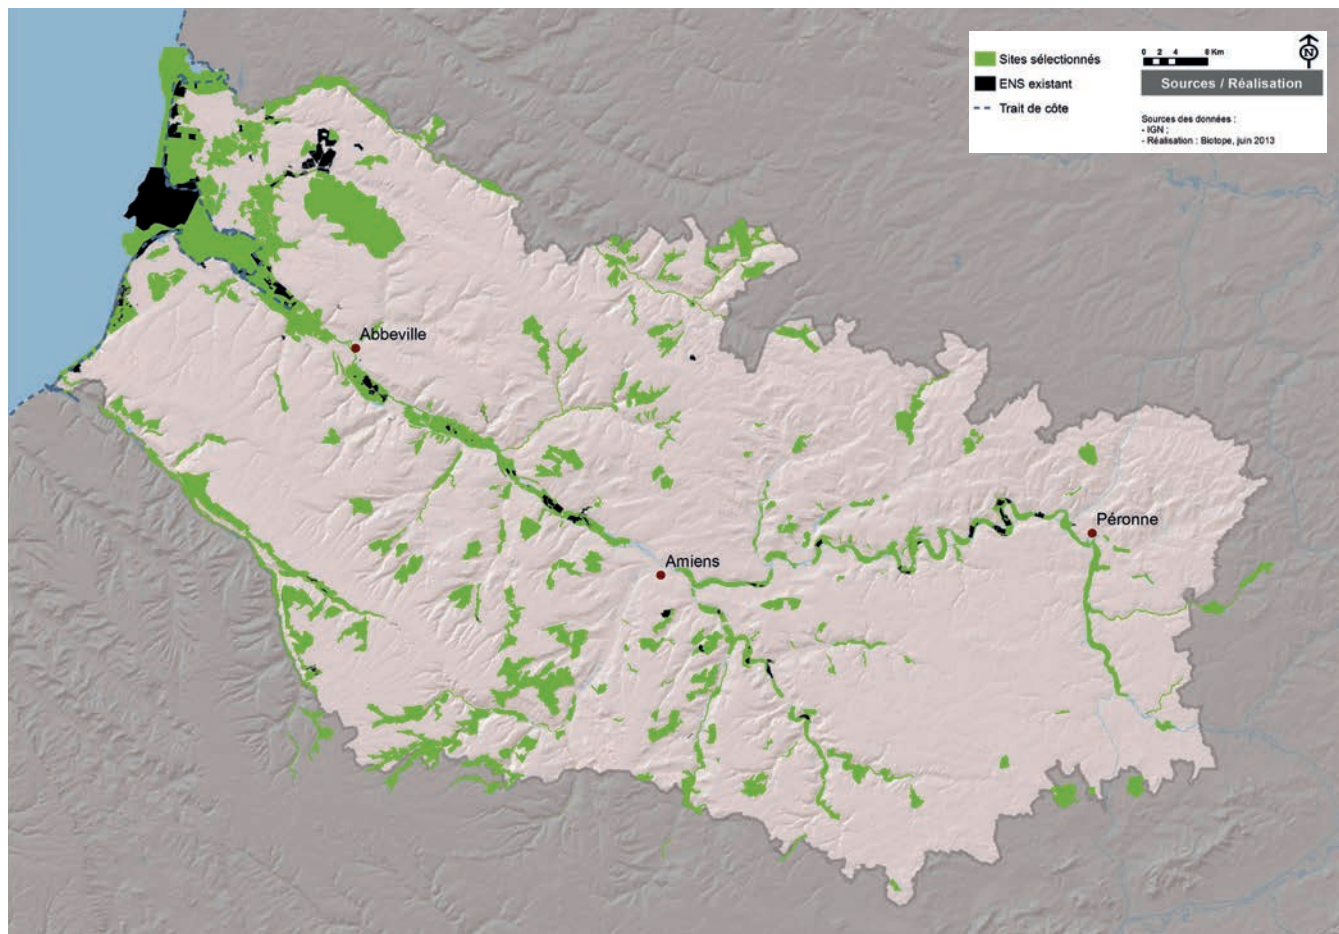 Sites sélectionnés
ENS existant
Trait de côte
0 2 4 8 Km
N
Sources / Réalisation
Sources des données :
- IGN ;
- Réalisation : Biotope, juin 2013
Abbeville
Péronne
Amiens